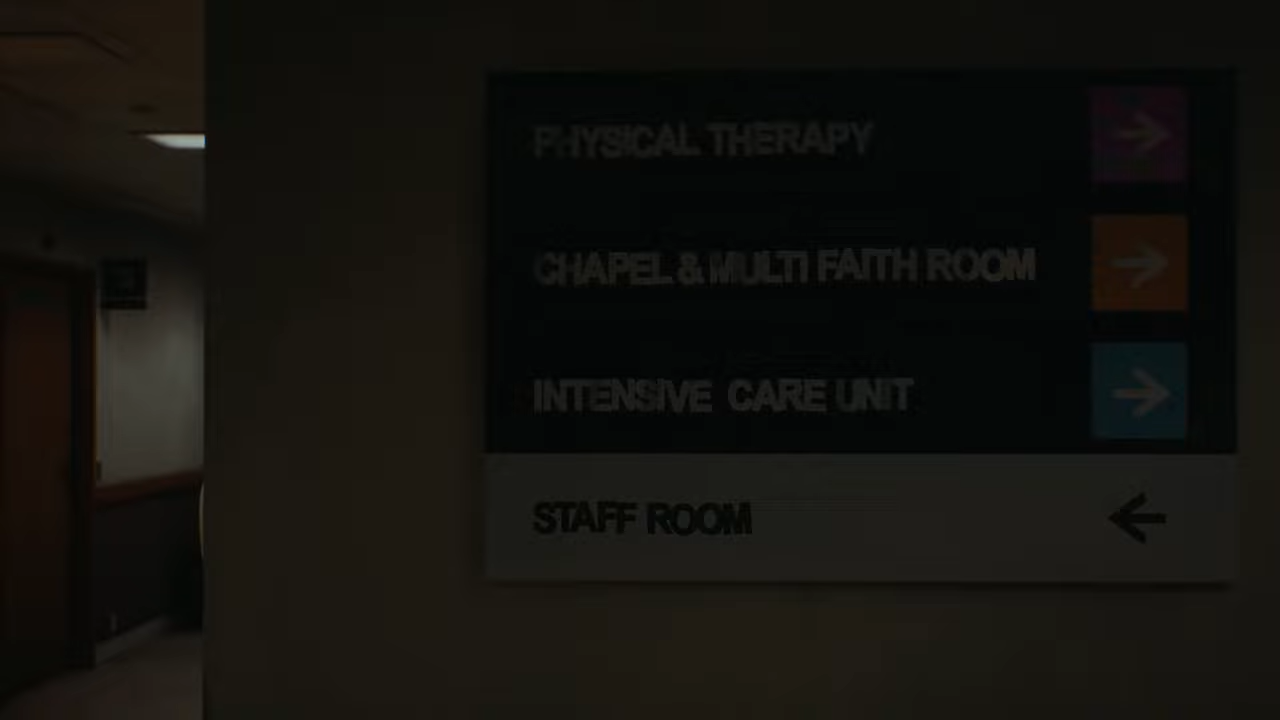 PHYSICAL THERAPY
CHAPEL & MULTI FAITH ROOM
INTENSIVE CARE UNIT
STAFF ROOM